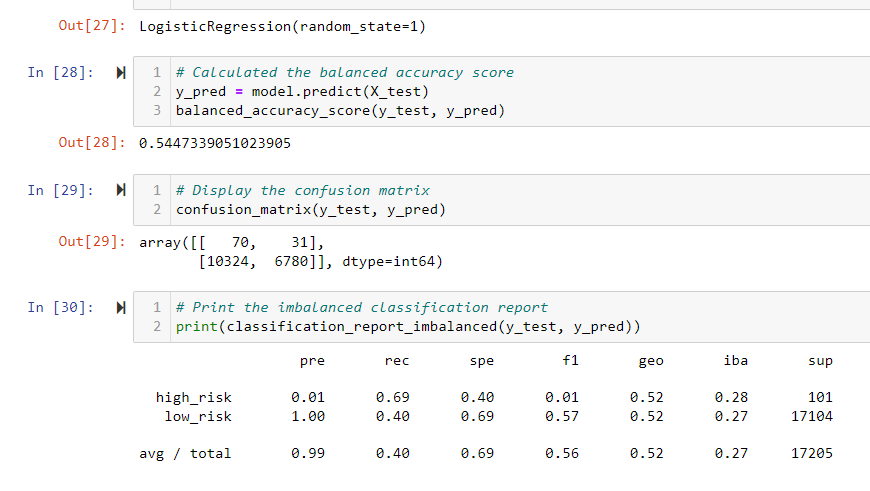 Out[27]: LogisticRegression(random_state=1)
In [28]: 1 # Calculated the balanced accuracy score
2 y_pred = model.predict(X_test)
3 balanced_accuracy_score(y_test, y_pred)
Out[28]: 0.5447339051023905
In [29]: 1 # Display the confusion matrix
2 confusion_matrix(y_test, y_pred)
Out[29]: array([[   70,    31],
[10324,  6780]], dtype=int64)
In [30]: 1 # Print the imbalanced classification report
2 print(classification_report_imbalanced(y_test, y_pred))
pre rec spe f1 geo iba sup
high_risk 0.01 0.69 0.40 0.01 0.52 0.28 101
low_risk 1.00 0.40 0.69 0.57 0.52 0.27 17104
avg / total 0.99 0.40 0.69 0.56 0.52 0.27 17205